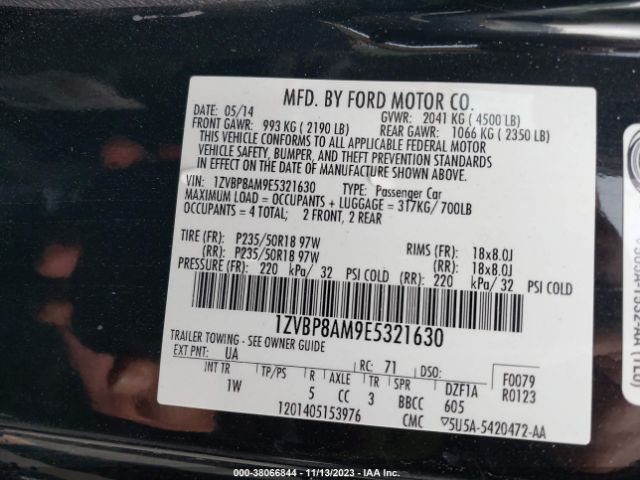 MFD. BY FORD MOTOR CO.
DATE: 05/14 GVWR: 2041 KG ( 4500 LB)
FRONT GAWR: 993 KG ( 2190 LB) REAR GAWR: 1066 KG ( 2350 LB)
THIS VEHICLE CONFORMS TO ALL APPLICABLE FEDERAL MOTOR
VEHICLE SAFETY, BUMPER, AND THEFT PREVENTION STANDARDS
IN EFFECT ON THE DATE OF MANUFACTURE SHOWN ABOVE.
VIN: 1ZVBP8AM9E5321630 TYPE: Passenger Car
MAXIMUM LOAD = OCCUPANTS + LUGGAGE = 317KG/ 700LB
OCCUPANTS = 4 TOTAL; 2 FRONT, 2 REAR
TIRE (FR): P235/50R18 97W RIMS (FR): 18x8.0J
(RR): P235/50R18 97W (RR): 18x8.0J
PRESSURE (FR): 220 kPa/ 32 PSI COLD (RR): 220 kPa/ 32 PSI COLD
1ZVBP8AM9E5321630
TRAILER TOWING - SEE OWNER GUIDE
EXT PNT: UA RC: 71 DSO: F0079
INT TR TP/PS R AXLE TR SPR DZF1A R0123
1W 5 CC 3 BBCC 605
1201405153976 CMC ▽5U5A-5420472-AA
000-38066844 - 11/13/2023 - IAA Inc.